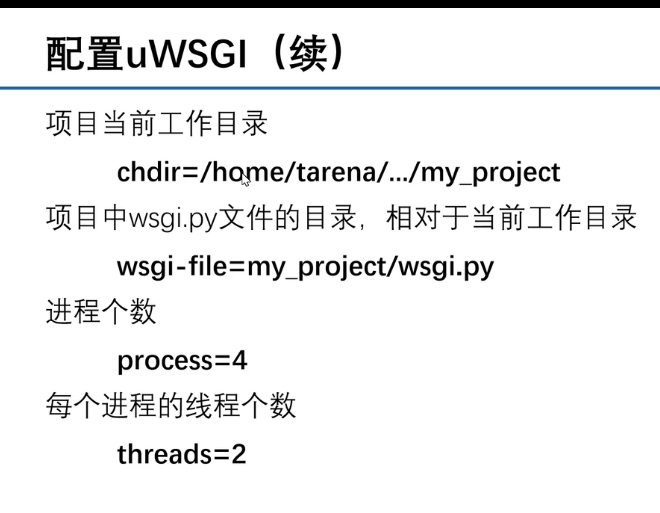 配置uWSGI（续）
项目当前工作目录
chdir=/home/tarena/.../my_project
项目中wsgi.py文件的目录，相对于当前工作目录
wsgi-file=my_project/wsgi.py
进程个数
process=4
每个进程的线程个数
threads=2